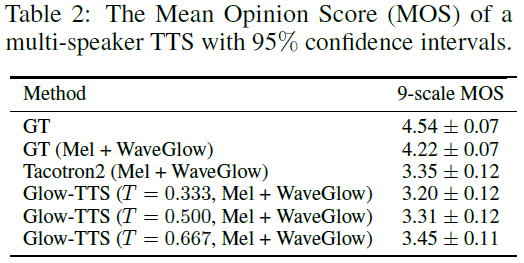 Table 2: The Mean Opinion Score (MOS) of a
multi-speaker TTS with 95% confidence intervals.
Method 9-scale MOS
GT 4.54 ± 0.07
GT (Mel + WaveGlow) 4.22 ± 0.07
Tacotron2 (Mel + WaveGlow) 3.35 ± 0.12
Glow-TTS (T = 0.333, Mel + WaveGlow) 3.20 ± 0.12
Glow-TTS (T = 0.500, Mel + WaveGlow) 3.31 ± 0.12
Glow-TTS (T = 0.667, Mel + WaveGlow) 3.45 ± 0.11